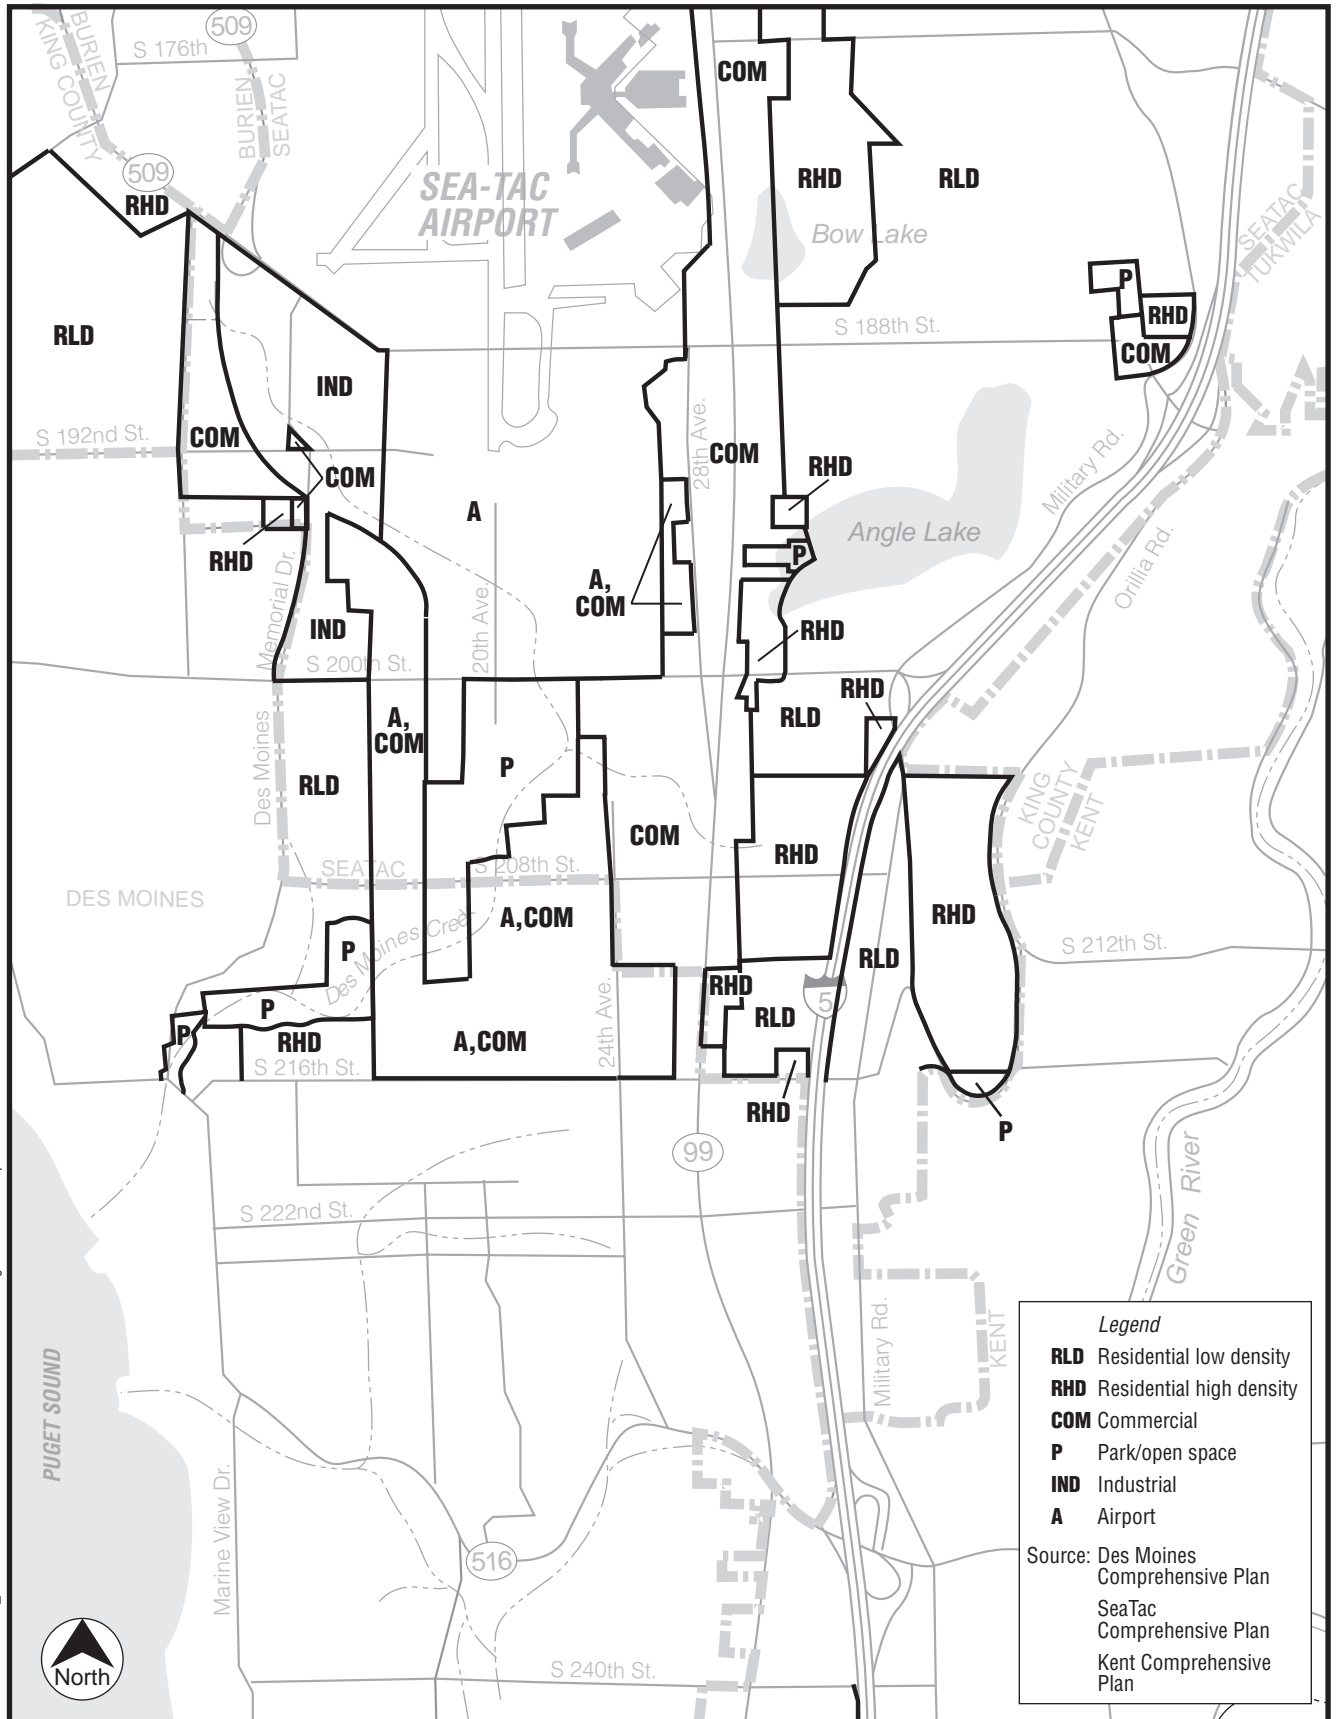 BURIEN
KING COUNTY
509
S 176th
BURIEN
SEATAC
COM
509
RHD
SEA-TAC
AIRPORT
RHD
RLD
Bow Lake
SEATAC
TUKWILA
P
RHD
COM
RLD
S 188th St.
IND
28th Ave.
S 192nd St.
COM
COM
COM
RHD
Military Rd.
A
RHD
Memorial Dr.
Angle Lake
P
Orillia Rd.
A,
COM
IND
20th Ave.
RHD
S 200th St.
RHD
A,
COM
RLD
Des Moines
RLD
P
KING
COUNTY
KENT
COM
RHD
SEATAC
S 208th St.
DES MOINES
A,COM
RHD
Des Moines Creek
P
S 212th St.
RLD
RHD
5
P
RLD
P
RHD
A,COM
24th Ave.
S 216th St.
RHD
P
99
Green River
S 222nd St.
Military Rd.
KENT
PUGET SOUND
Marine View Dr.
516
S 240th St.
North
Legend
RLD Residential low density
RHD Residential high density
COM Commercial
P Park/open space
IND Industrial
A Airport
Source: Des Moines
Comprehensive Plan
SeaTac
Comprehensive Plan
Kent Comprehensive
Plan